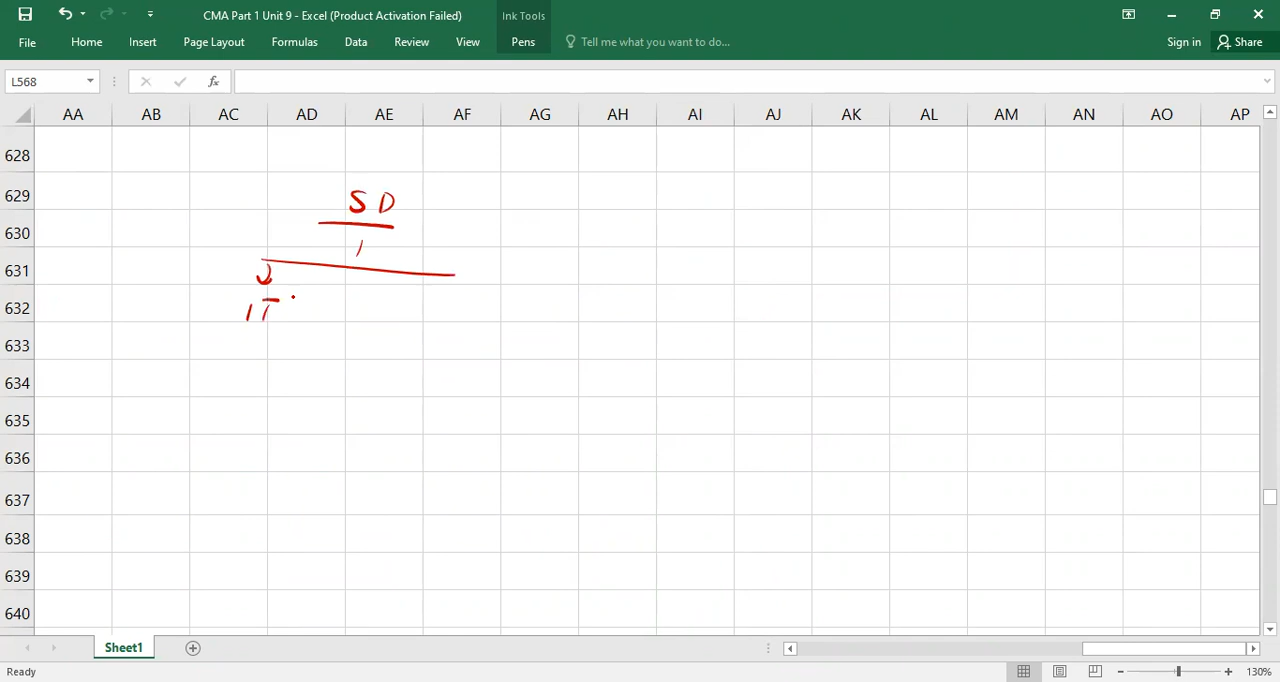 CMA Part 1 Unit 9 - Excel (Product Activation Failed)
Ink Tools
File Home Insert Page Layout Formulas Data Review View Pens Tell me what you want to do... Sign in Share
L568 fx
AA AB AC AD AE AF AG AH AI AJ AK AL AM AN AO AP
628
629
S D
630
631
632
IT
633
634
635
636
637
638
639
640
Sheet1
Ready 130%